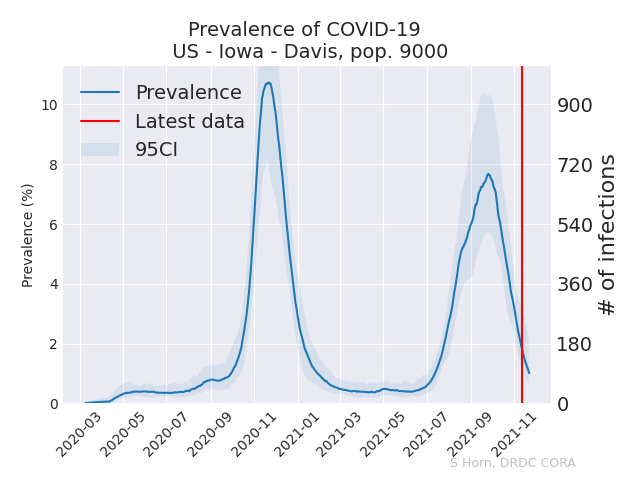 Prevalence of COVID-19
US - Iowa - Davis, pop. 9000
Prevalence
Latest data
95CI
Prevalence (%)
10
8
6
4
2
0
900
720
540
360
180
0
# of infections
2020-03
2020-05
2020-07
2020-09
2020-11
2021-01
2021-03
2021-05
2021-07
2021-09
2021-11
S Horn, DRDC CORA